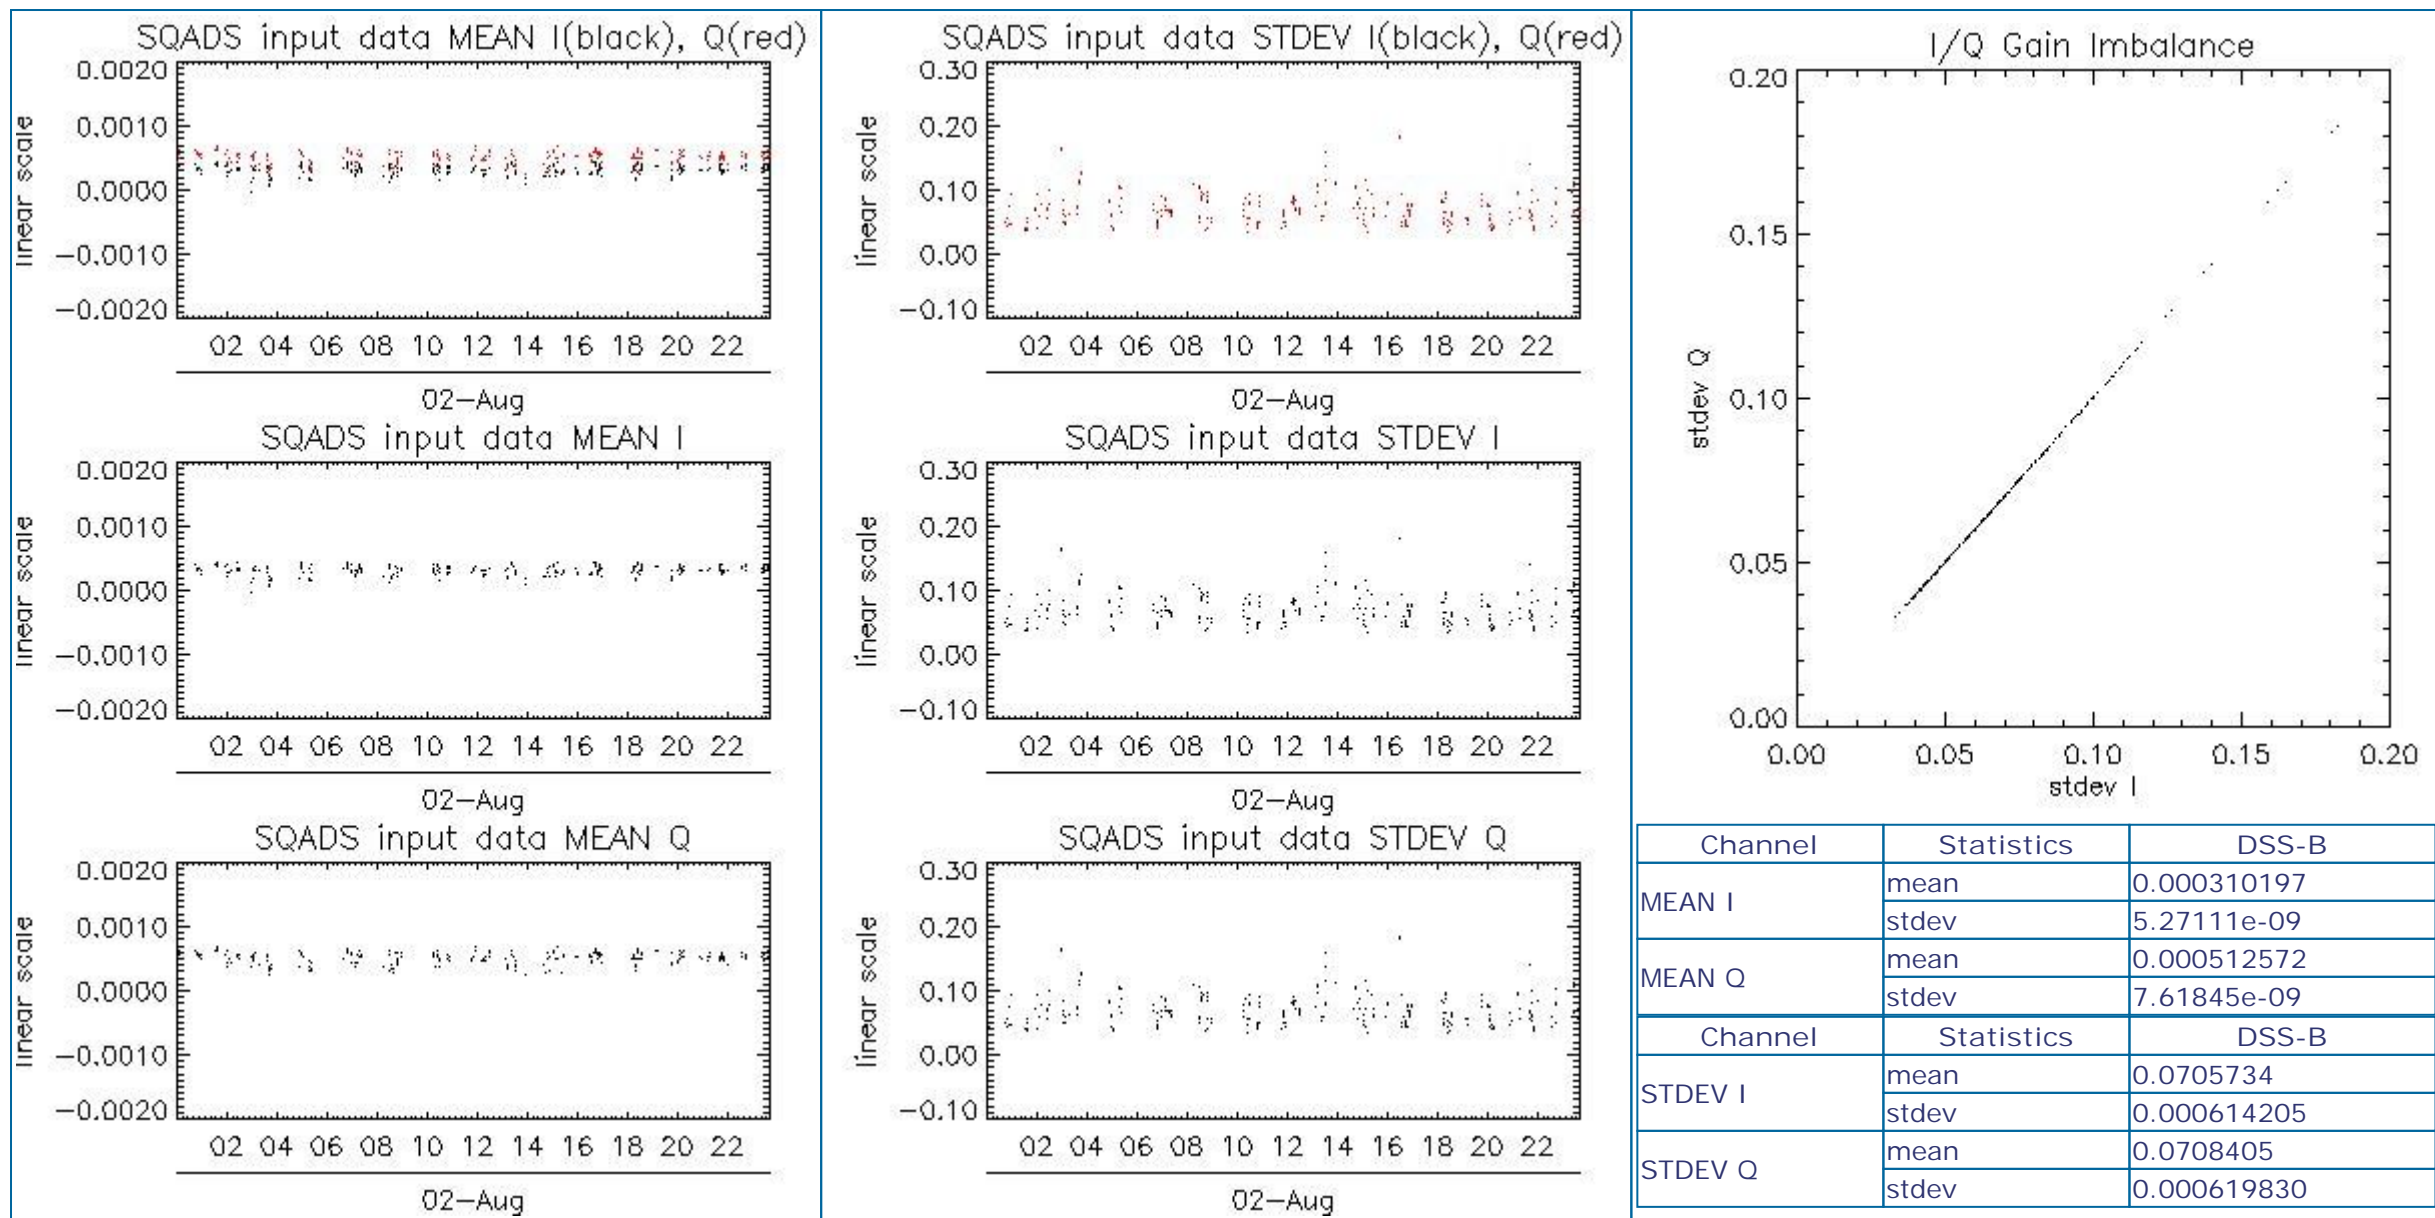 SQADS input data MEAN I(black), Q(red)
0.0020
0.0010
0.0000
-0.0010
-0.0020
linear scale
02 04 06 08 10 12 14 16 18 20 22
02-Aug
SQADS input data MEAN I
0.0020
0.0010
0.0000
-0.0010
-0.0020
linear scale
02 04 06 08 10 12 14 16 18 20 22
02-Aug
SQADS input data MEAN Q
0.0020
0.0010
0.0000
-0.0010
-0.0020
linear scale
02 04 06 08 10 12 14 16 18 20 22
02-Aug
SQADS input data STDEV I(black), Q(red)
0.30
0.20
0.10
0.00
-0.10
linear scale
02 04 06 08 10 12 14 16 18 20 22
02-Aug
SQADS input data STDEV I
0.30
0.20
0.10
0.00
-0.10
linear scale
02 04 06 08 10 12 14 16 18 20 22
02-Aug
SQADS input data STDEV Q
0.30
0.20
0.10
0.00
-0.10
linear scale
02 04 06 08 10 12 14 16 18 20 22
02-Aug
I/Q Gain Imbalance
0.20
0.15
0.10
0.05
0.00
stdev Q
0.00 0.05 0.10 0.15 0.20
stdev I
Channel Statistics DSS-B
MEAN I mean 0.000310197
stdev 5.27111e-09
MEAN Q mean 0.000512572
stdev 7.61845e-09
Channel Statistics DSS-B
STDEV I mean 0.0705734
stdev 0.000614205
STDEV Q mean 0.0708405
stdev 0.000619830